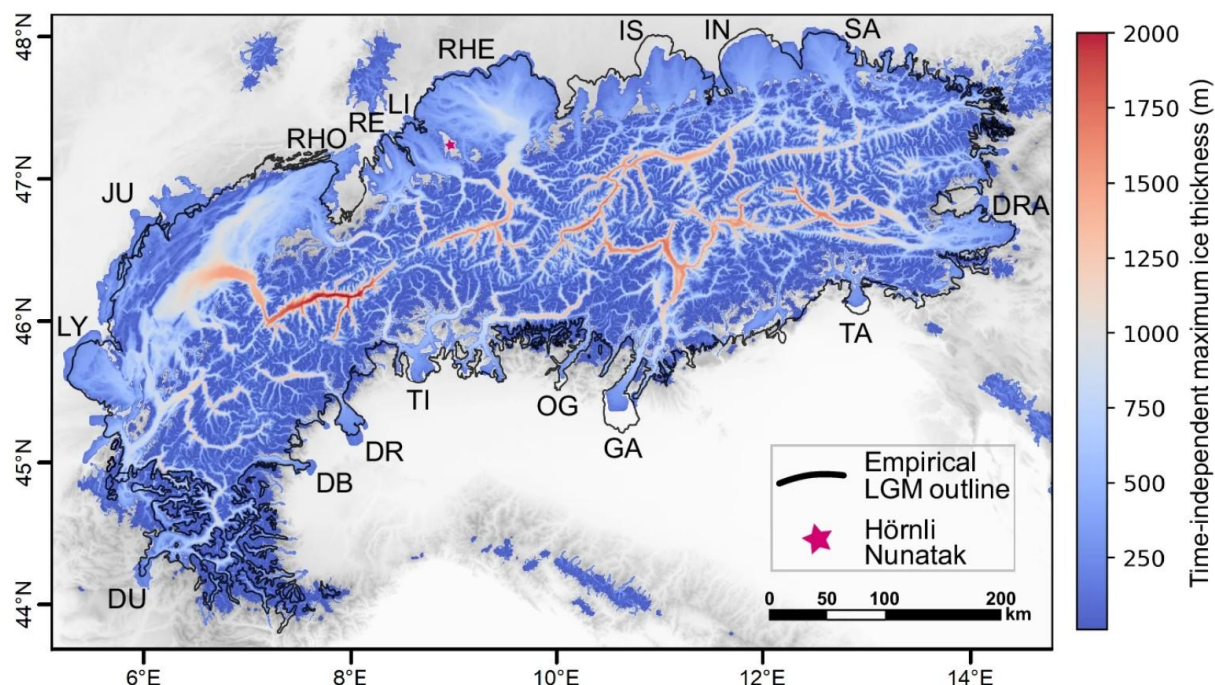 48°N
47°N
46°N
45°N
44°N
6°E
8°E
10°E
12°E
14°E
IS
IN
SA
RHE
LI
RE
RHO
JU
DRA
LY
TA
TI
OG
GA
DR
DB
DU
Empirical
LGM outline
Hörnli
Nunatak
0 50 100 200
km
2000
1750
1500
1250
1000
750
500
250
Time-independent maximum ice thickness (m)